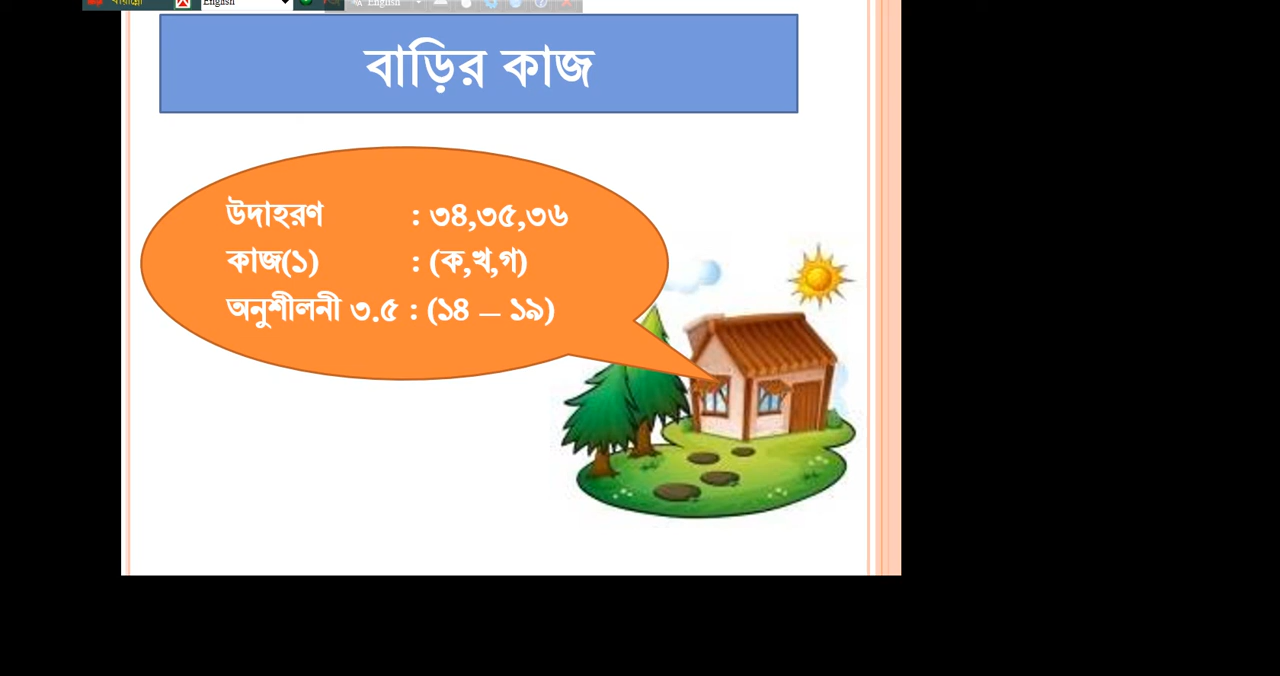 English
English
বাড়ির কাজ
উদাহরণ : ৩৪,৩৫,৩৬
কাজ(১) : (ক,খ,গ)
অনুশীলনী ৩.৫ : (১৪ – ১৯)